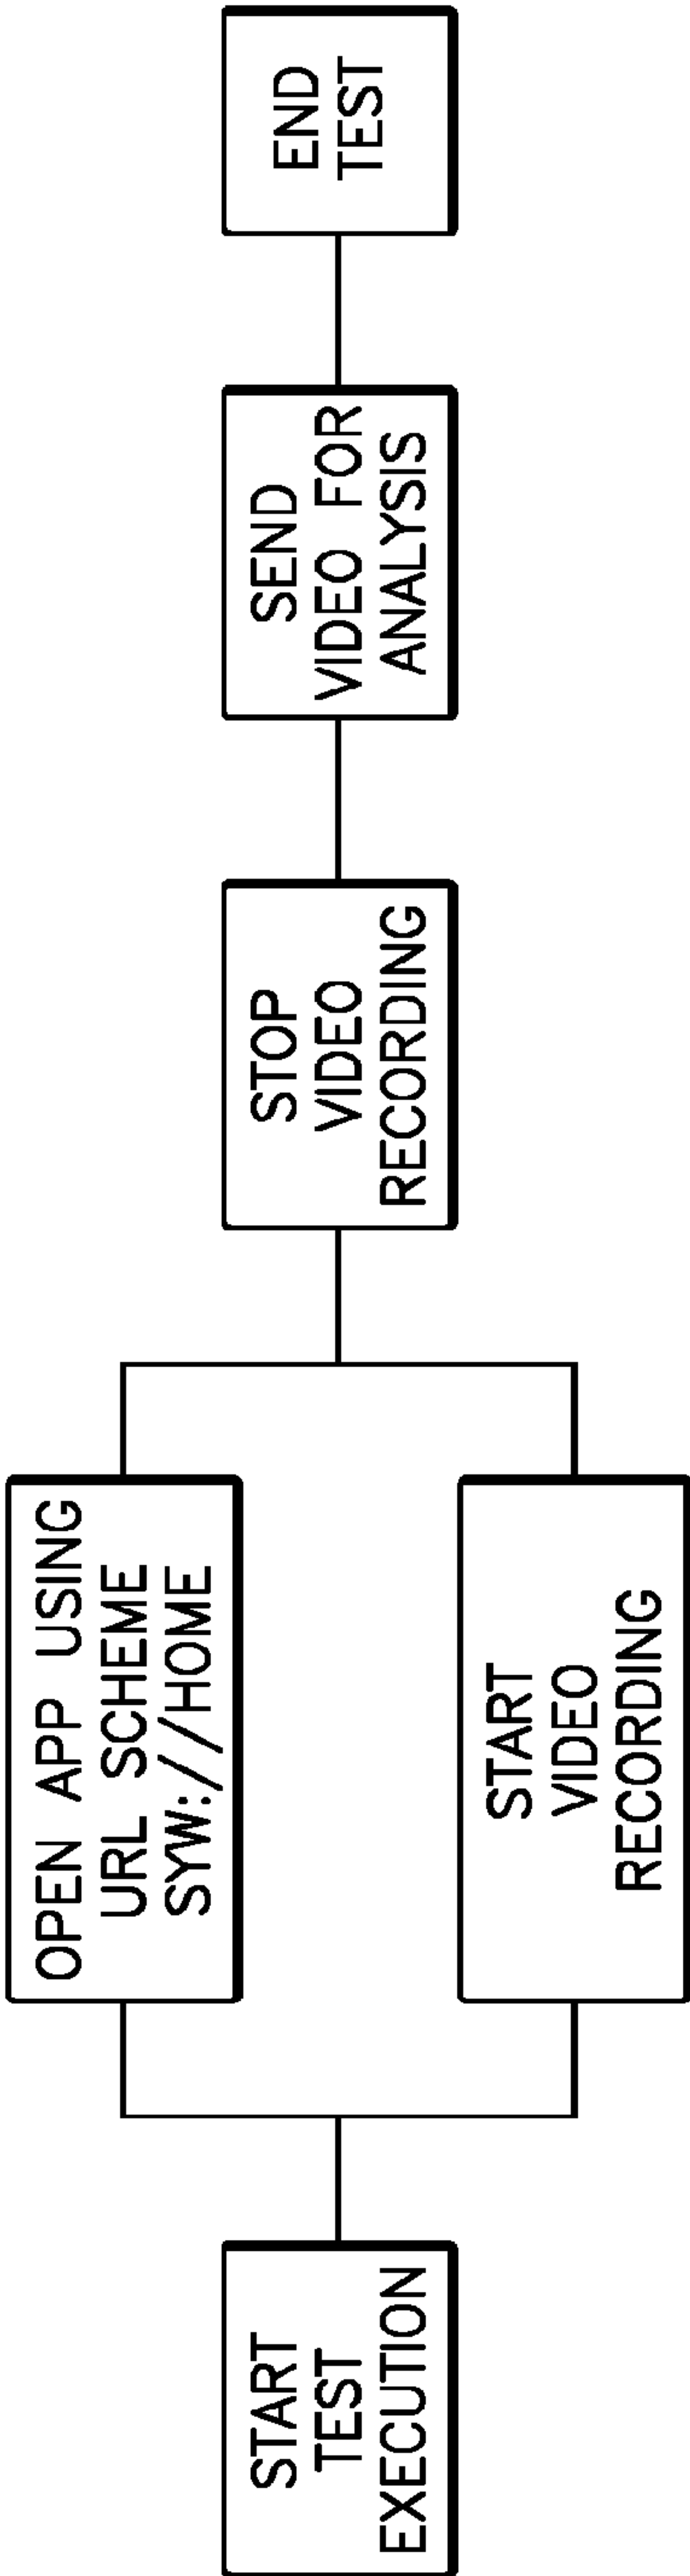 START
TEST
EXECUTION
OPEN APP USING
URL SCHEME
SYW://HOME
START
VIDEO
RECORDING
STOP
VIDEO
RECORDING
SEND
VIDEO FOR
ANALYSIS
END
TEST